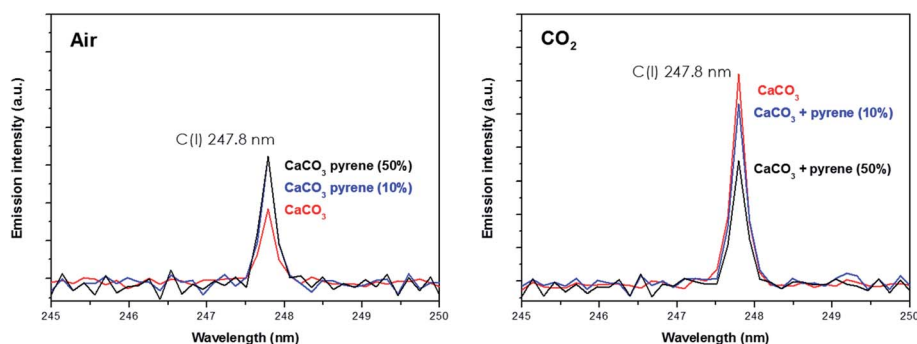 Air
C(I) 247.8 nm
CaCO₃ pyrene (50%)
CaCO₃ pyrene (10%)
CaCO₃
Emission intensity (a.u.)
245 246 247 248 249 250
Wavelength (nm)
CO₂
C(I) 247.8 nm
CaCO₃
CaCO₃ + pyrene (10%)
CaCO₃ + pyrene (50%)
Emission intensity (a.u.)
245 246 247 248 249 250
Wavelength (nm)